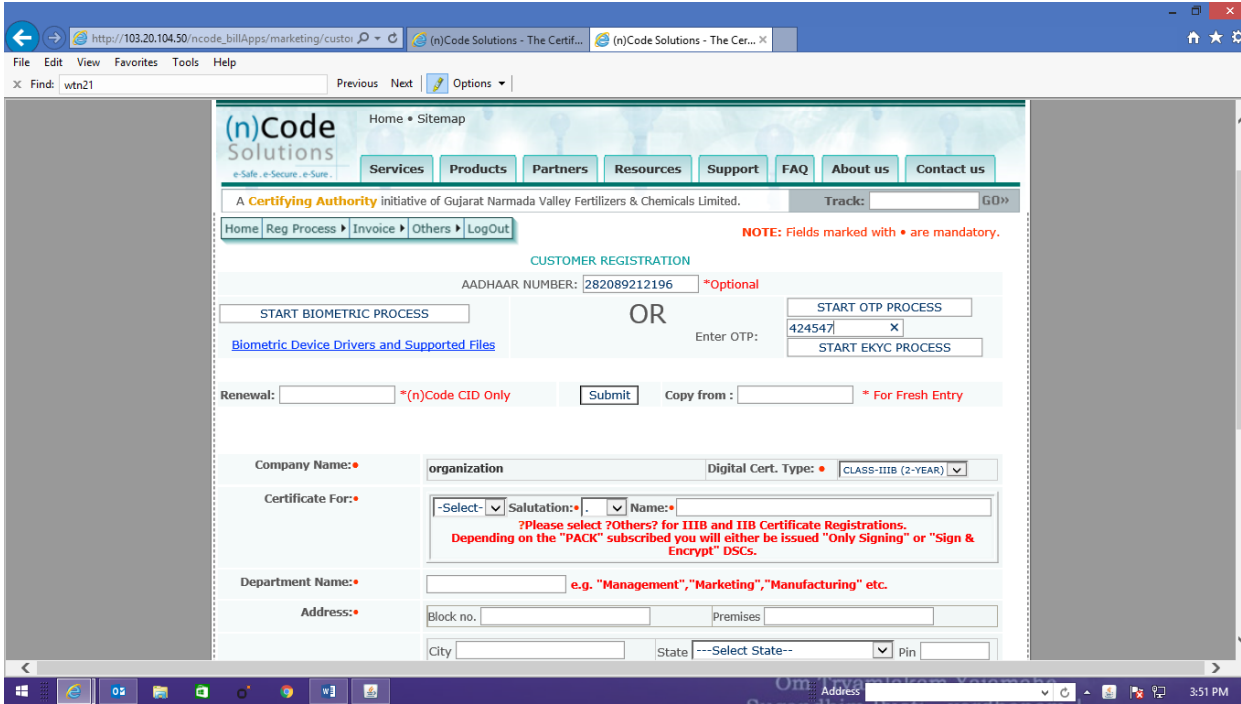 http://103.20.104.50/ncode_billApps/marketing/custo
(n)Code Solutions - The Certif...
(n)Code Solutions - The Cer... ×
File Edit View Favorites Tools Help
x Find: wtn21 Previous Next Options
(n)Code
Solutions
e-Safe.e-Secure.e-Sure.
Home • Sitemap
Services Products Partners Resources Support FAQ About us Contact us
A Certifying Authority initiative of Gujarat Narmada Valley Fertilizers & Chemicals Limited. Track: GO»
Home Reg Process Invoice Others LogOut
NOTE: Fields marked with • are mandatory.
CUSTOMER REGISTRATION
AADHAAR NUMBER: 282089212196 *Optional
START BIOMETRIC PROCESS
Biometric Device Drivers and Supported Files
OR
START OTP PROCESS
Enter OTP: 424547 ×
START EKYC PROCESS
Renewal: *(n)Code CID Only Submit Copy from : * For Fresh Entry
Company Name:• organization Digital Cert. Type: • CLASS-IIIB (2-YEAR)
Certificate For:• -Select- Salutation:• . Name:•
?Please select ?Others? for IIIB and IIB Certificate Registrations.
Depending on the "PACK" subscribed you will either be issued "Only Signing" or "Sign &
Encrypt" DSCs.
Department Name:• e.g. "Management","Marketing","Manufacturing" etc.
Address:• Block no. Premises
City State ---Select State-- Pin
Address 3:51 PM